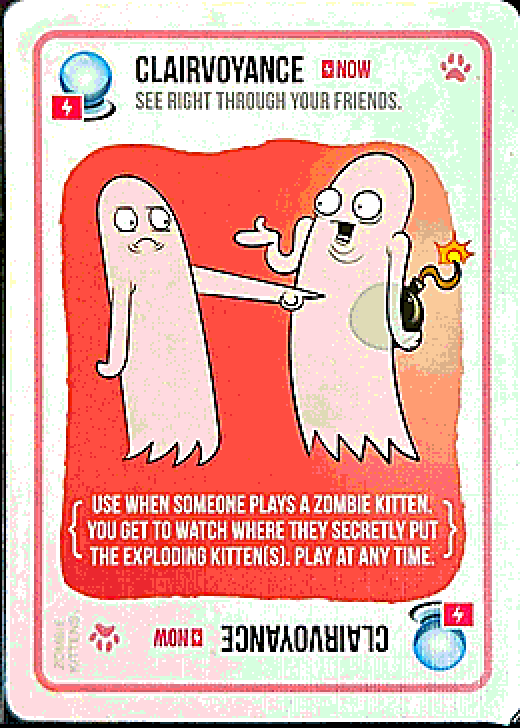 CLAIRVOYANCE NOW
SEE RIGHT THROUGH YOUR FRIENDS.
USE WHEN SOMEONE PLAYS A ZOMBIE KITTEN.
YOU GET TO WATCH WHERE THEY SECRETLY PUT
THE EXPLODING KITTEN(S). PLAY AT ANY TIME.
ZOMBIE
KITTENS
CLAIRVOYANCE NOW